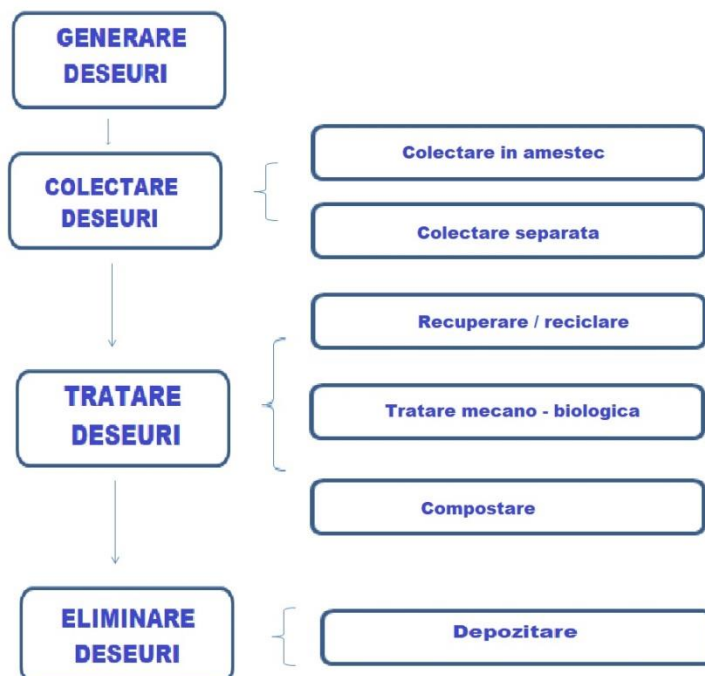 GENERARE
DESEURI
Colectare in amestec
COLECTARE
DESEURI
Colectare separata
Recuperare / reciclare
TRATARE
DESEURI
Tratare mecano - biologica
Compostare
ELIMINARE
DESEURI
Depozitare